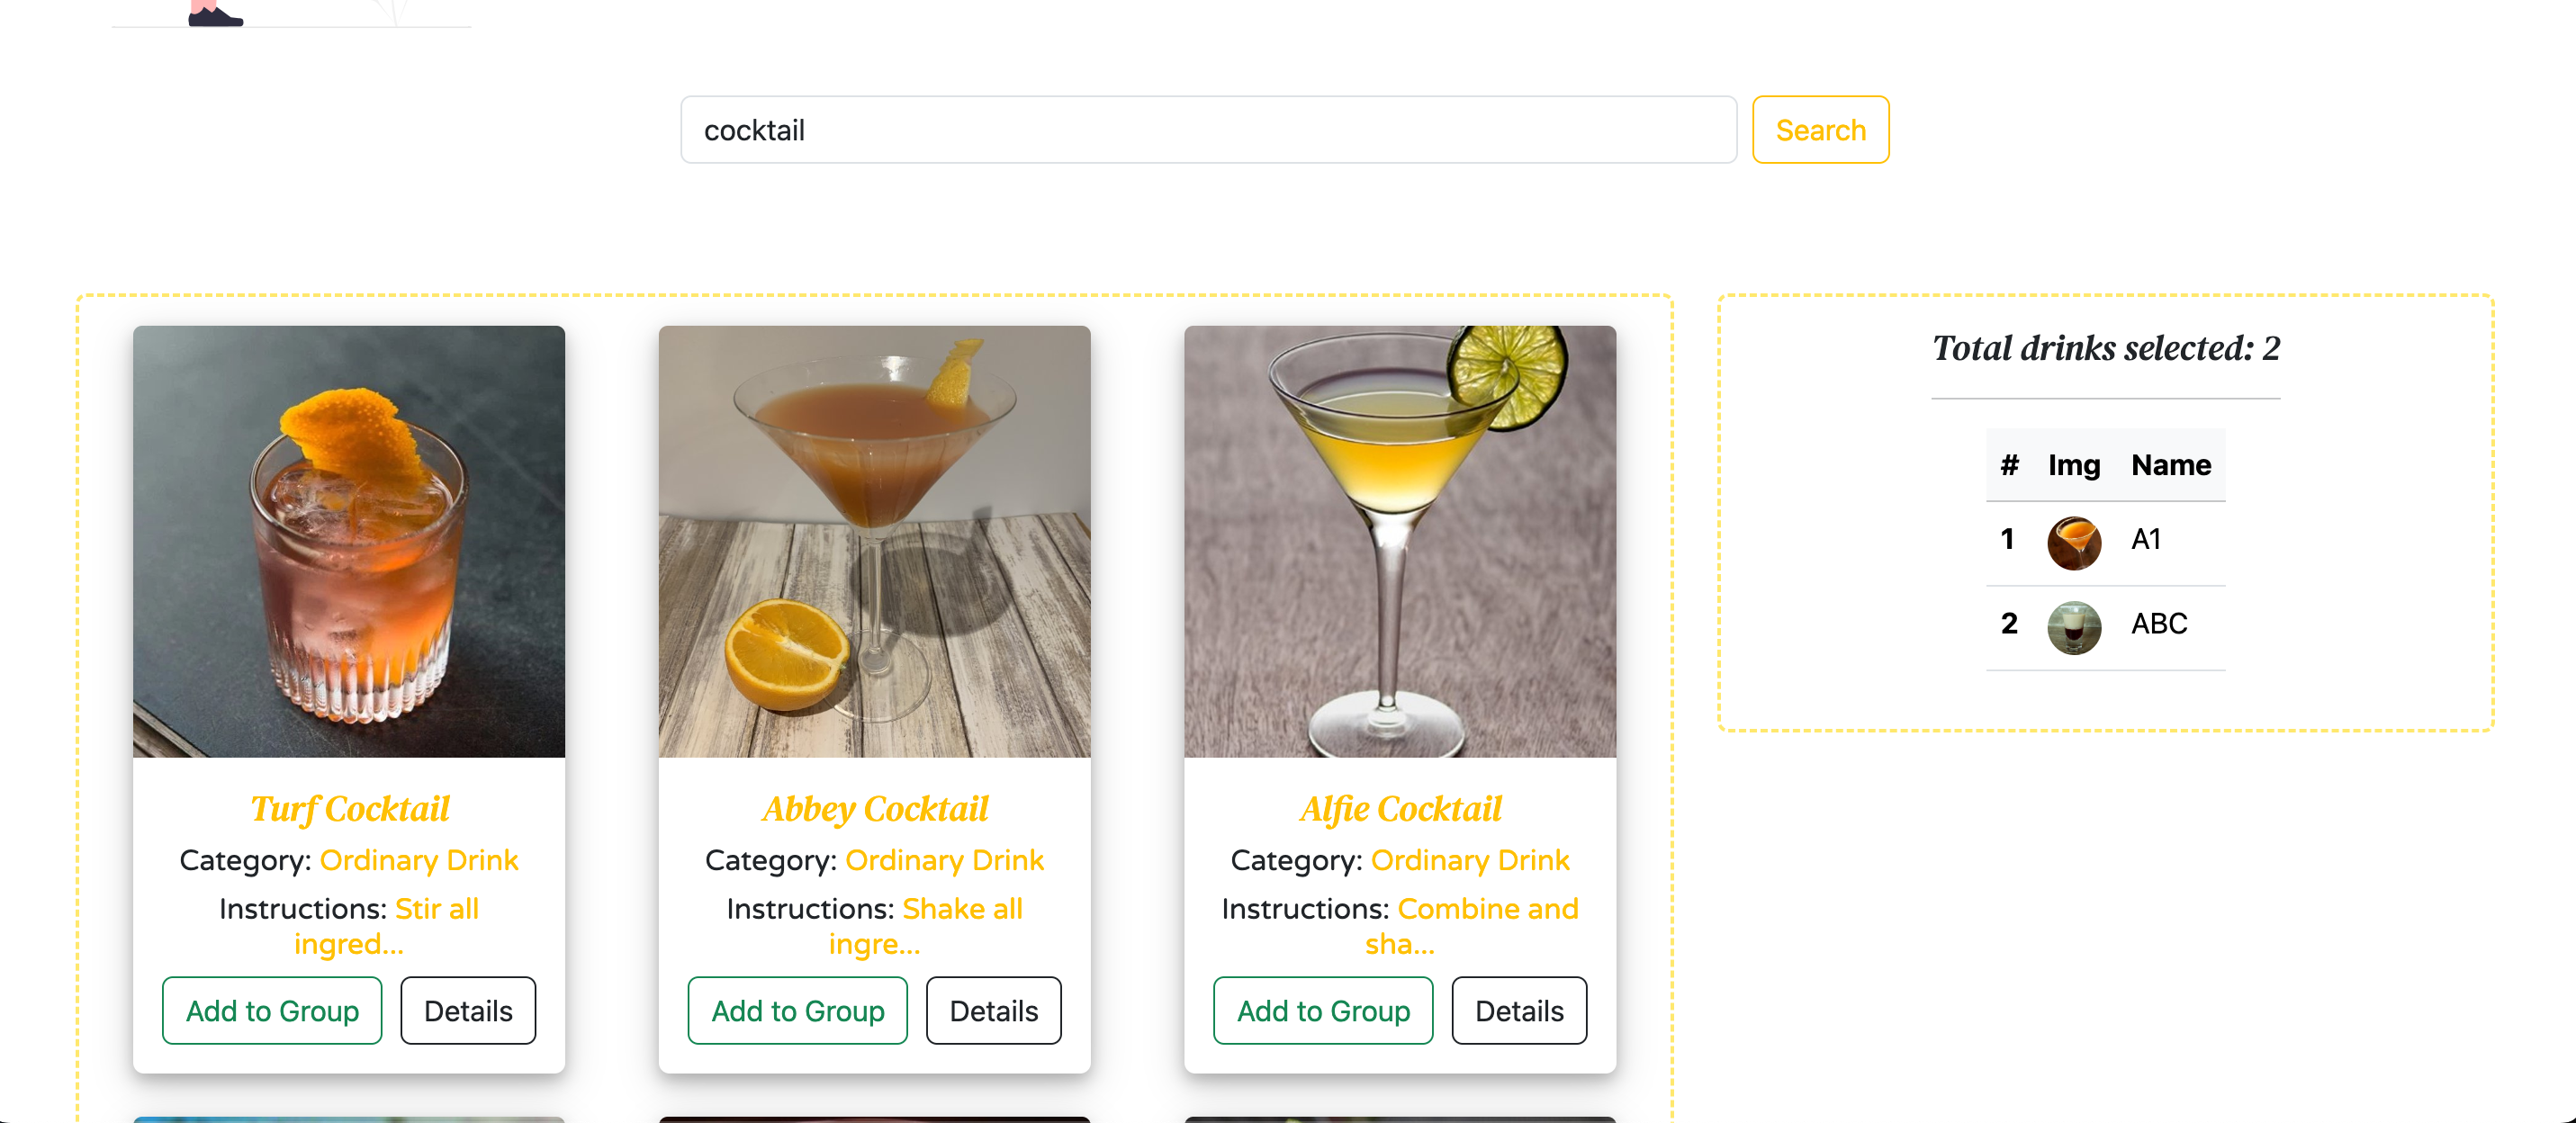 cocktail
Search
Turf Cocktail
Category: Ordinary Drink
Instructions: Stir all
ingred...
Add to Group
Details
Abbey Cocktail
Category: Ordinary Drink
Instructions: Shake all
ingre...
Add to Group
Details
Alfie Cocktail
Category: Ordinary Drink
Instructions: Combine and
sha...
Add to Group
Details
Total drinks selected: 2
# Img Name
1 A1
2 ABC